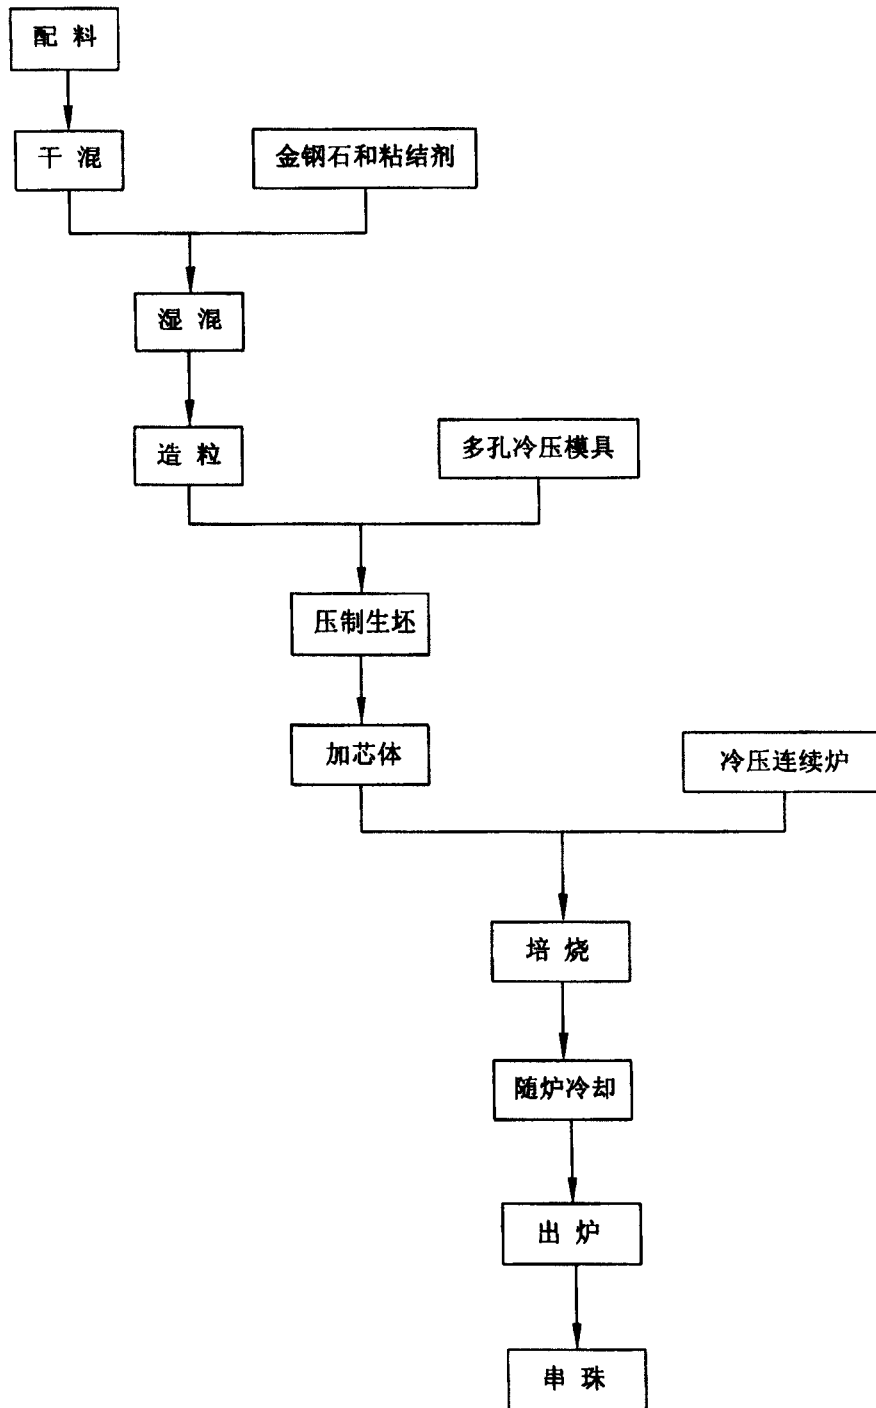 配料
干混
金钢石和粘结剂
湿混
造粒
多孔冷压模具
压制生坯
加芯体
冷压连续炉
培烧
随炉冷却
出炉
串珠